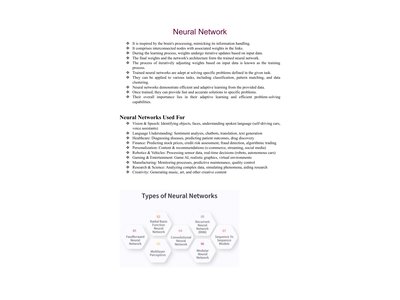 Neural Network
❖ It is inspired by the brain's processing, mimicking its information handling.
❖ It comprises interconnected nodes with associated weights in the links.
❖ During the learning process, weights undergo iterative updates based on input data.
❖ The final weights and the network's architecture form the trained neural network.
❖ The process of iteratively adjusting weights based on input data is known as the training
process.
❖ Trained neural networks are adept at solving specific problems defined in the given task.
❖ They can be applied to various tasks, including classification, pattern matching, and data
clustering.
❖ Neural networks demonstrate efficient and adaptive learning from the provided data.
❖ Once trained, they can provide fast and accurate solutions to specific problems.
❖ Their overall importance lies in their adaptive learning and efficient problem-solving
capabilities.
Neural Networks Used For
❖ Vision & Speech: Identifying objects, faces, understanding spoken language (self-driving cars,
voice assistants)
❖ Language Understanding: Sentiment analysis, chatbots, translation, text generation
❖ Healthcare: Diagnosing diseases, predicting patient outcomes, drug discovery
❖ Finance: Predicting stock prices, credit risk assessment, fraud detection, algorithmic trading
❖ Personalization: Content & recommendations (e-commerce, streaming, social media)
❖ Robotics & Vehicles: Processing sensor data, real-time decisions (robots, autonomous cars)
❖ Gaming & Entertainment: Game AI, realistic graphics, virtual environments
❖ Manufacturing: Monitoring processes, predictive maintenance, quality control
❖ Research & Science: Analyzing complex data, simulating phenomena, aiding research
❖ Creativity: Generating music, art, and other creative content
Types of Neural Networks
01
Feedforward
Neural
Network
02
Radial Basis
Function
Neural
Network
03
Multilayer
Perceptron
Convolutional
Neural
Network
Recurrent
Neural
Network
(RNN)
06
Modular
Neural
Network
07
Sequence To
Sequence
Models